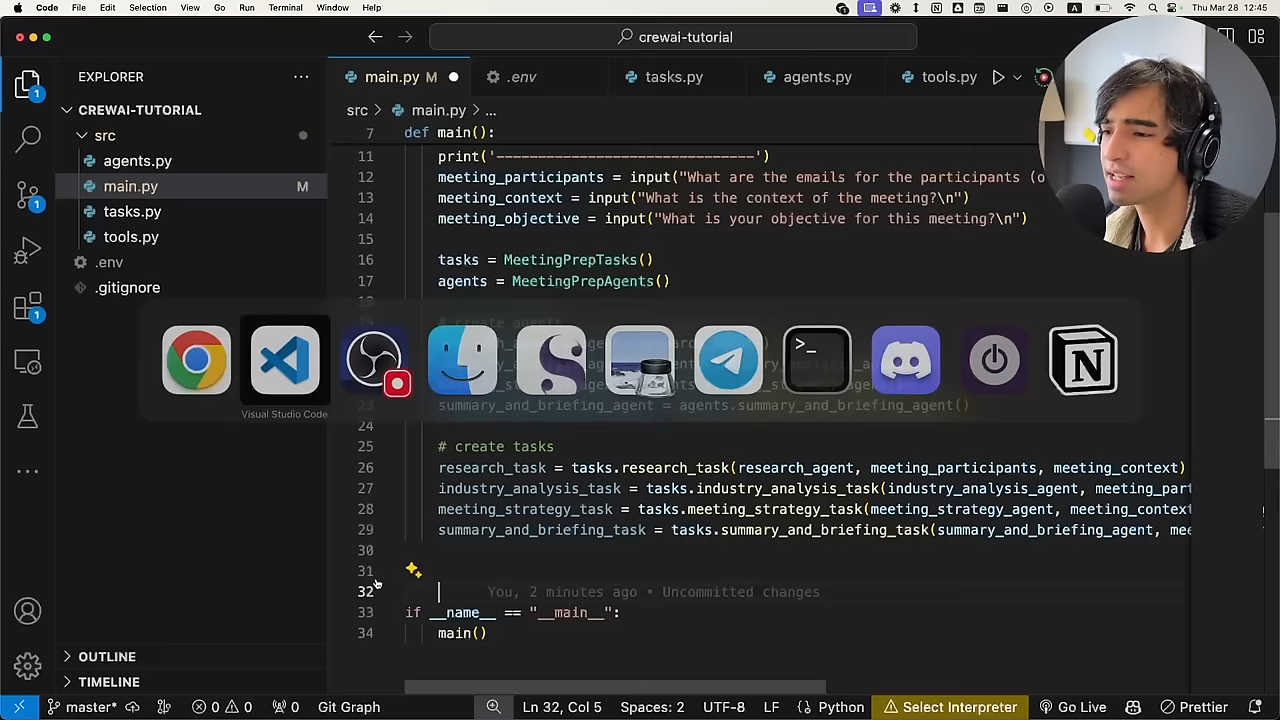 Code File Edit Selection View Go Run Terminal Window Help
Thu Mar 28 12:45
crewai-tutorial
EXPLORER
main.py M
.env
tasks.py
agents.py
tools.py
CREWAI-TUTORIAL
src
agents.py
main.py M
tasks.py
tools.py
.env
.gitignore
src > main.py > ...
7 def main():
11 print('-------------------------------')
12 meeting_participants = input("What are the emails for the participants (o
13 meeting_context = input("What is the context of the meeting?\n")
14 meeting_objective = input("What is your objective for this meeting?\n")
15
16 tasks = MeetingPrepTasks()
17 agents = MeetingPrepAgents()
Visual Studio Code
summary_and_briefing_agent = agents.summary_and_briefing_agent()
24
25 # create tasks
26 research_task = tasks.research_task(research_agent, meeting_participants, meeting_context)
27 industry_analysis_task = tasks.industry_analysis_task(industry_analysis_agent, meeting_part
28 meeting_strategy_task = tasks.meeting_strategy_task(meeting_strategy_agent, meeting_context
29 summary_and_briefing_task = tasks.summary_and_briefing_task(summary_and_briefing_agent, mee
30
31
32 You, 2 minutes ago • Uncommitted changes
33 if __name__ == "__main__":
34 main()
OUTLINE
TIMELINE
master* 0 0 0 Git Graph Ln 32, Col 5 Spaces: 2 UTF-8 LF Python Select Interpreter Go Live Prettier